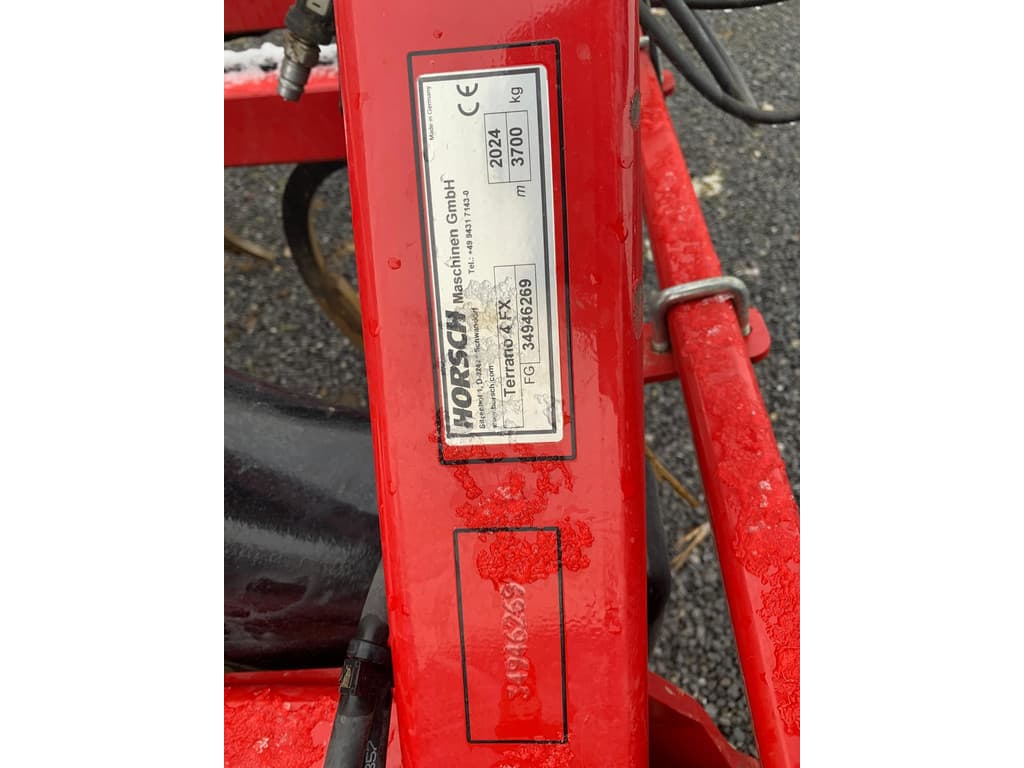 HORSCH Maschinen GmbH
Sitzenhof 1, D-92421 Schwandorf Tel.: +49 9431 7143-0
www.horsch.com
Made in Germany
CE
Terrano 4 FX 2024
FG 34946269 m 3700 kg
34946269
357